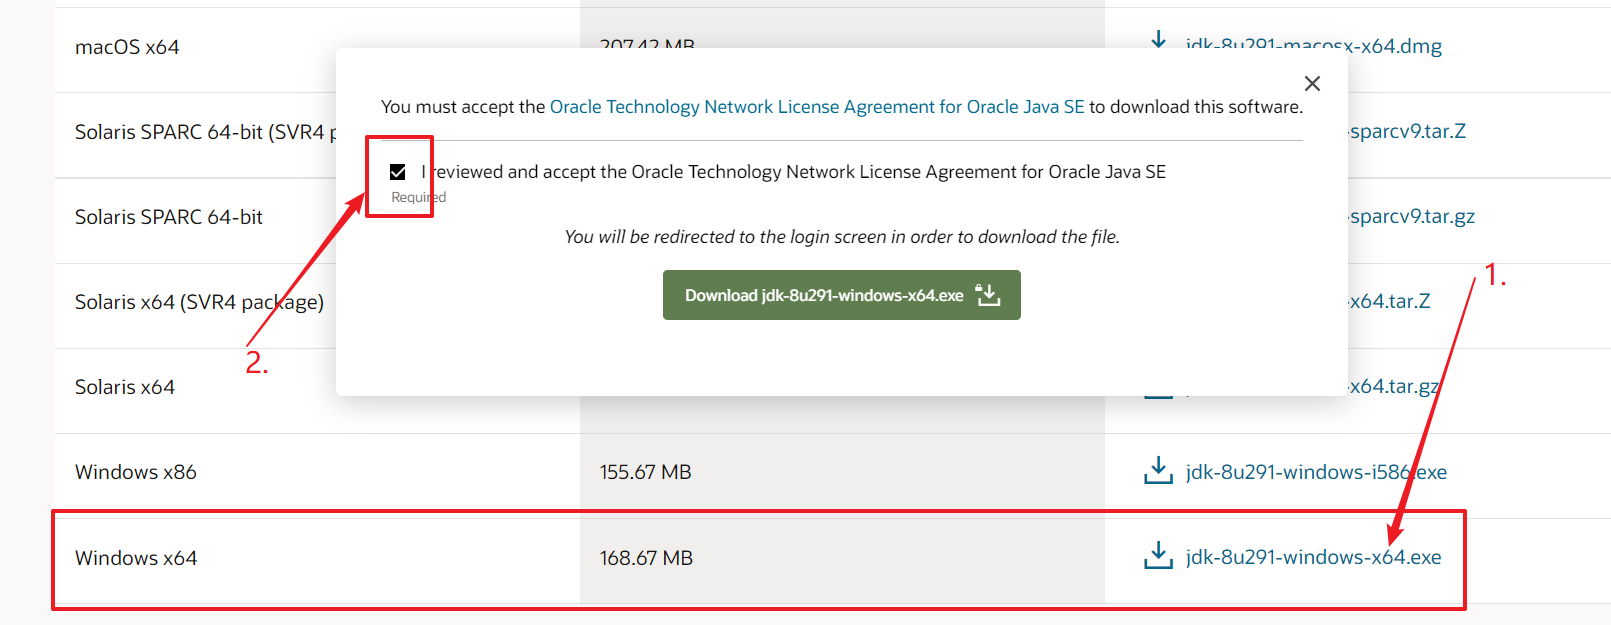 macOS x64
207.42 MB
jdk-8u291-macosx-x64.dmg
You must accept the Oracle Technology Network License Agreement for Oracle Java SE to download this software.
Solaris SPARC 64-bit (SVR4 p
sparcv9.tar.Z
I reviewed and accept the Oracle Technology Network License Agreement for Oracle Java SE
Required
Solaris SPARC 64-bit
-sparcv9.tar.gz
You will be redirected to the login screen in order to download the file.
1.
Solaris x64 (SVR4 package)
Download jdk-8u291-windows-x64.exe
-x64.tar.Z
2.
Solaris x64
-x64.tar.gz
Windows x86
155.67 MB
jdk-8u291-windows-i586.exe
Windows x64
168.67 MB
jdk-8u291-windows-x64.exe